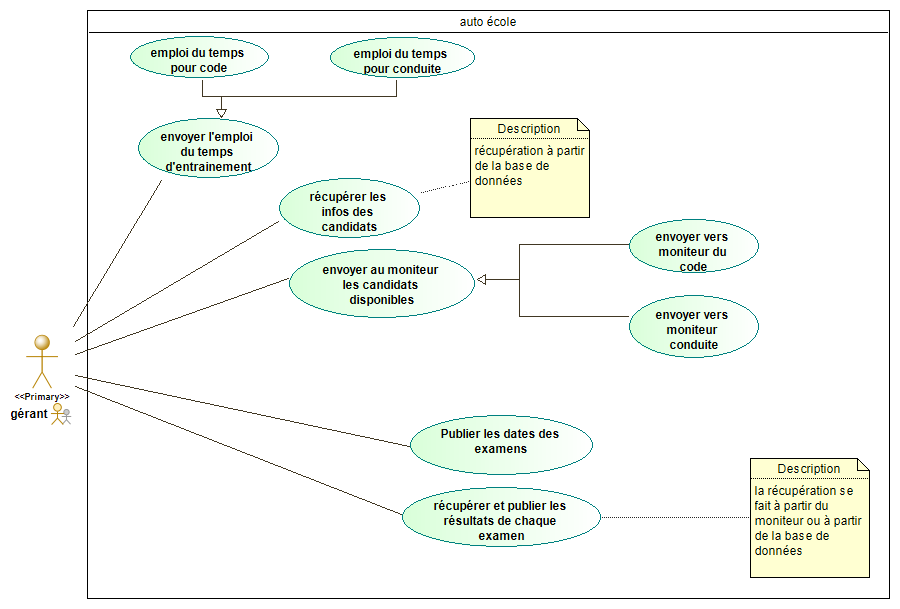 auto école
emploi du temps
pour code
emploi du temps
pour conduite
envoyer l'emploi
du temps
d'entrainement
Description
récupération à partir
de la base de
données
récupérer les
infos des
candidats
envoyer au moniteur
les candidats
disponibles
envoyer vers
moniteur du
code
envoyer vers
moniteur
conduite
<<Primary>>
gérant
Publier les dates des
examens
récupérer et publier les
résultats de chaque
examen
Description
la récupération se
fait à partir du
moniteur ou à partir
de la base de
données